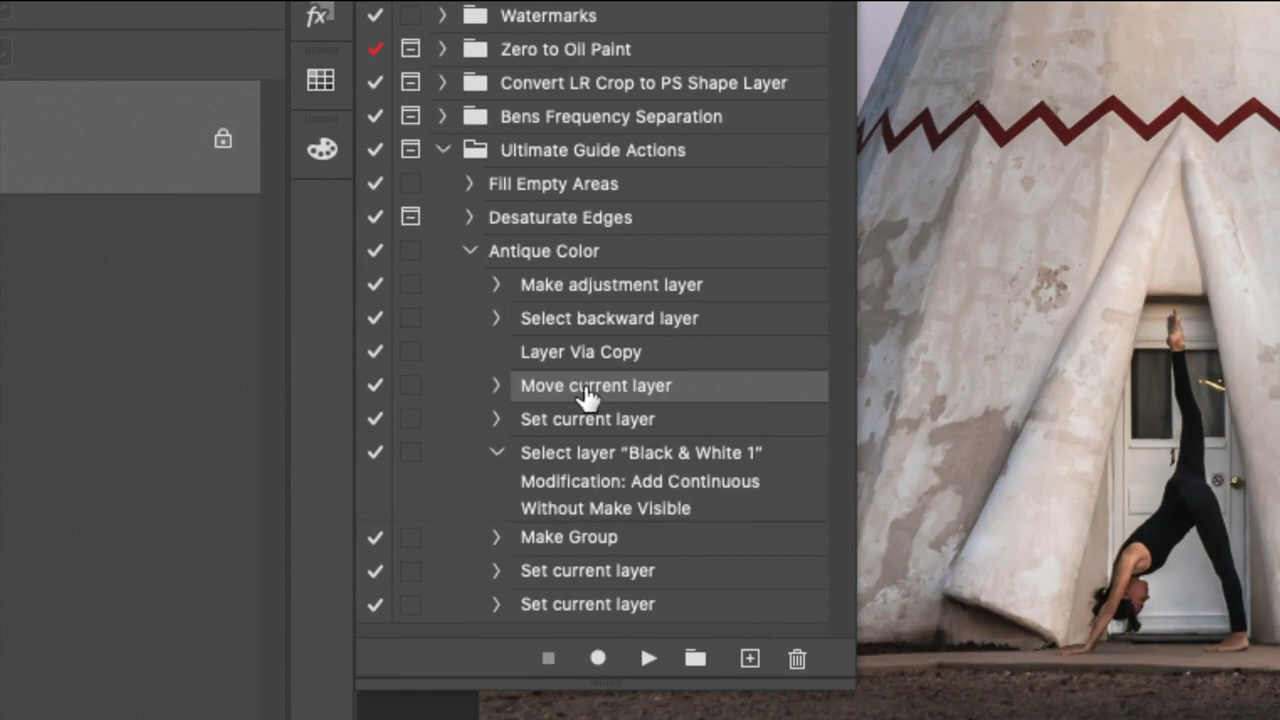 fx
Watermarks
Zero to Oil Paint
Convert LR Crop to PS Shape Layer
Bens Frequency Separation
Ultimate Guide Actions
Fill Empty Areas
Desaturate Edges
Antique Color
Make adjustment layer
Select backward layer
Layer Via Copy
Move current layer
Set current layer
Select layer “Black & White 1”
Modification: Add Continuous
Without Make Visible
Make Group
Set current layer
Set current layer